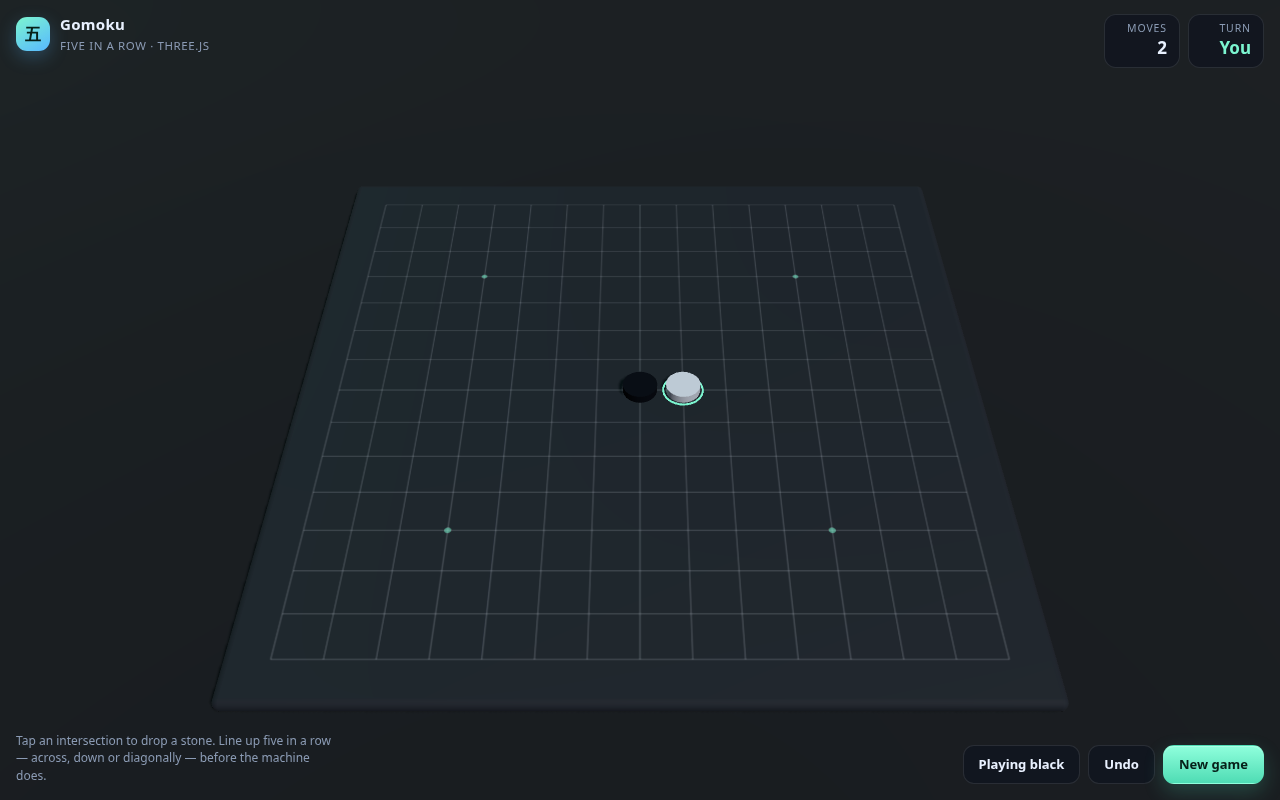 五
Gomoku
FIVE IN A ROW · THREE.JS
MOVES
2
TURN
You
Tap an intersection to drop a stone. Line up five in a row
— across, down or diagonally — before the machine
does.
Playing black
Undo
New game